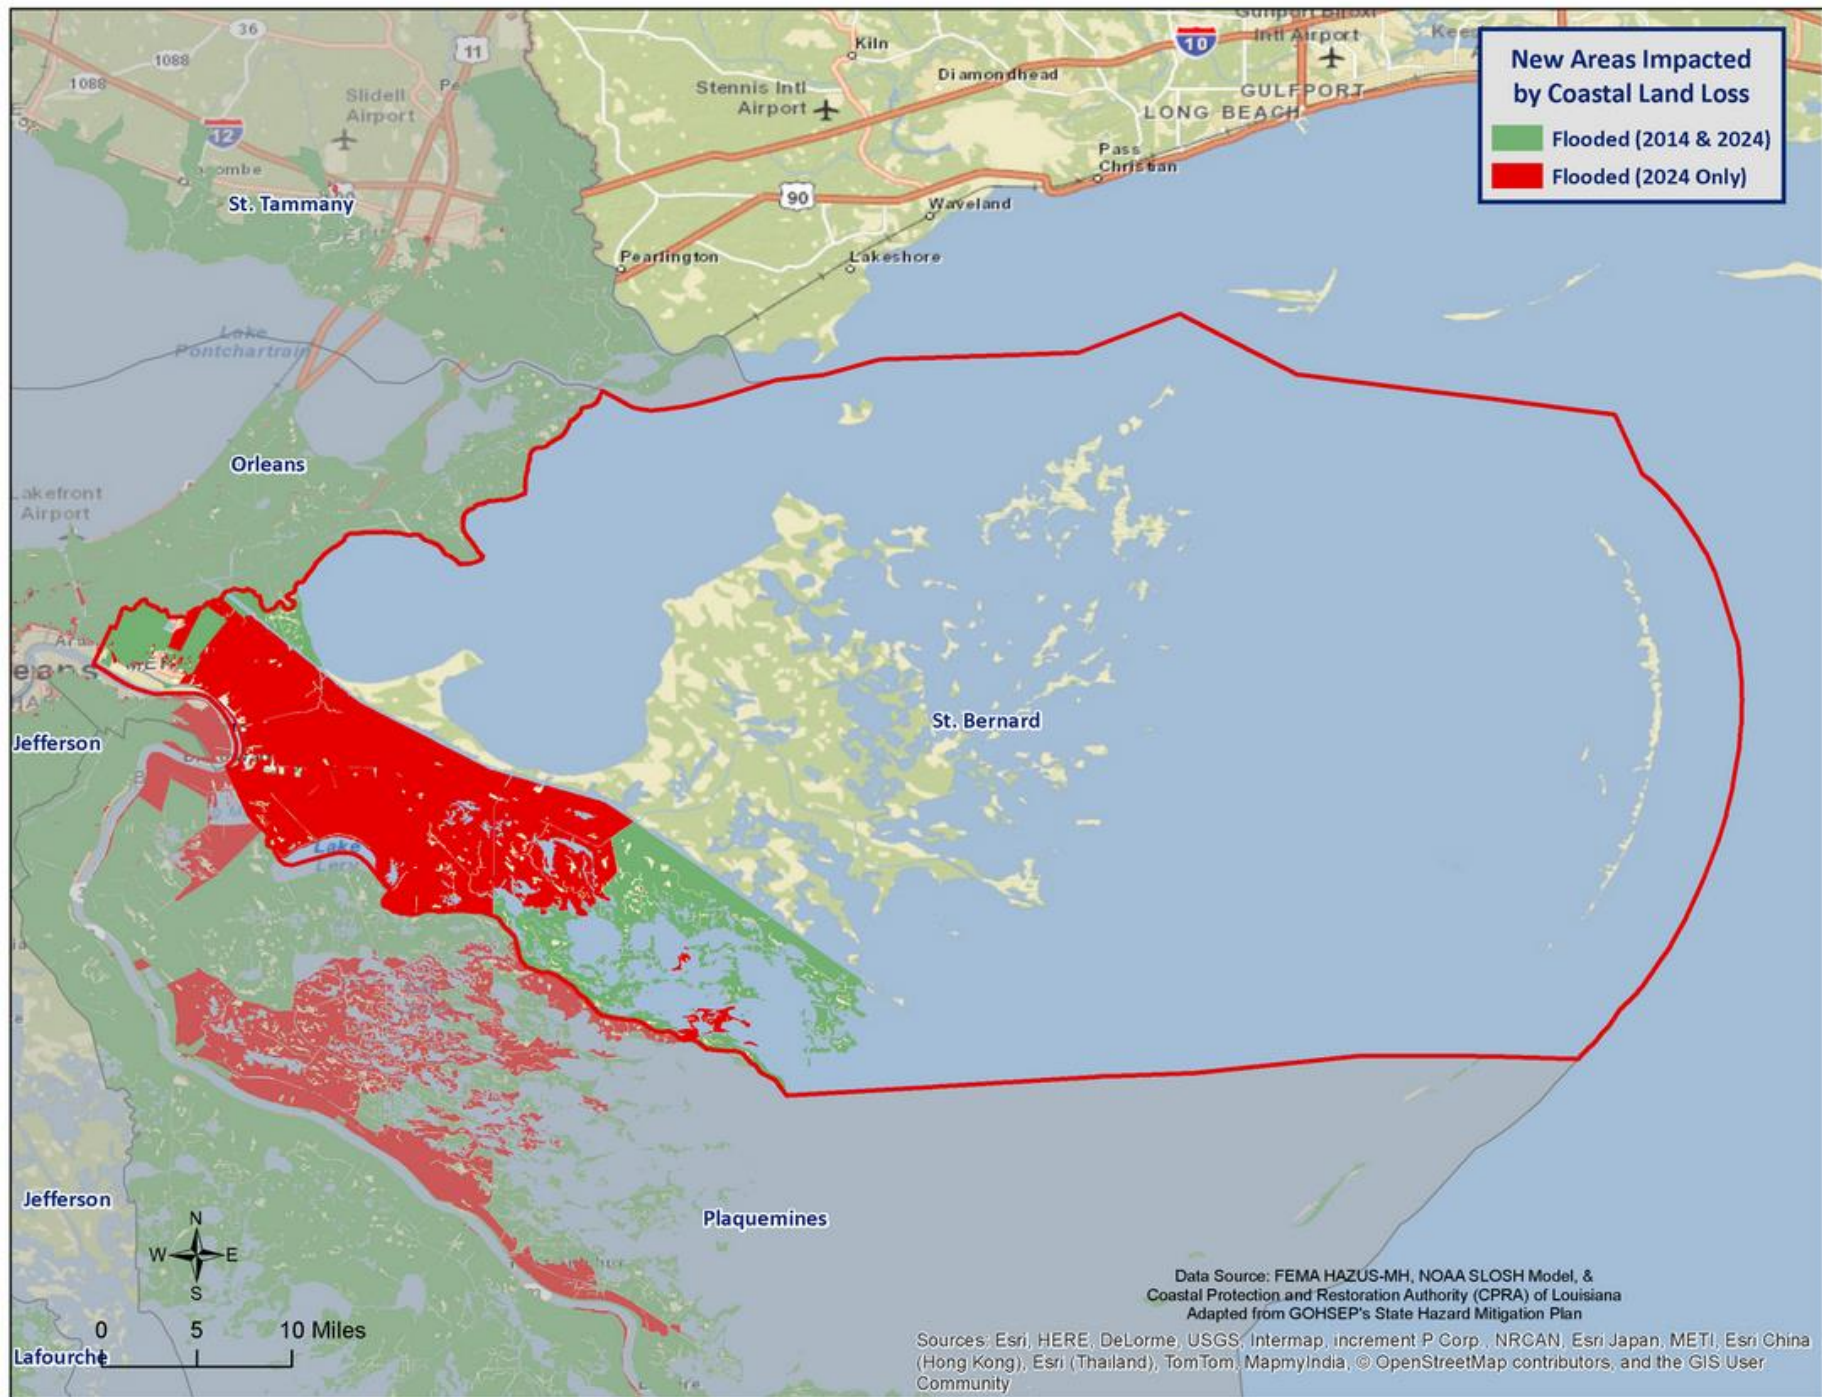 36
11
1088
1088
Slidell
Airport
12
St. Tammany
Kiln
Diamondhead
10
Intl Airport
Stennis Intl
Airport
GULFPORT
LONG BEACH
Pass
Christian
90
Waveland
Pearlington
Lakeshore
New Areas Impacted
by Coastal Land Loss
Flooded (2014 & 2024)
Flooded (2024 Only)
Lake
Pontchartrain
Orleans
Lakefront
Airport
Jefferson
St. Bernard
Lake
Jefferson
Plaquemines
N
W
E
S
0 5 10 Miles
Lafourche
Data Source: FEMA HAZUS-MH, NOAA SLOSH Model, &
Coastal Protection and Restoration Authority (CPRA) of Louisiana
Adapted from GOHSEP's State Hazard Mitigation Plan
Sources: Esri, HERE, DeLorme, USGS, Intermap, increment P Corp., NRCAN, Esri Japan, METI, Esri China
(Hong Kong), Esri (Thailand), TomTom, MapmyIndia, © OpenStreetMap contributors, and the GIS User
Community